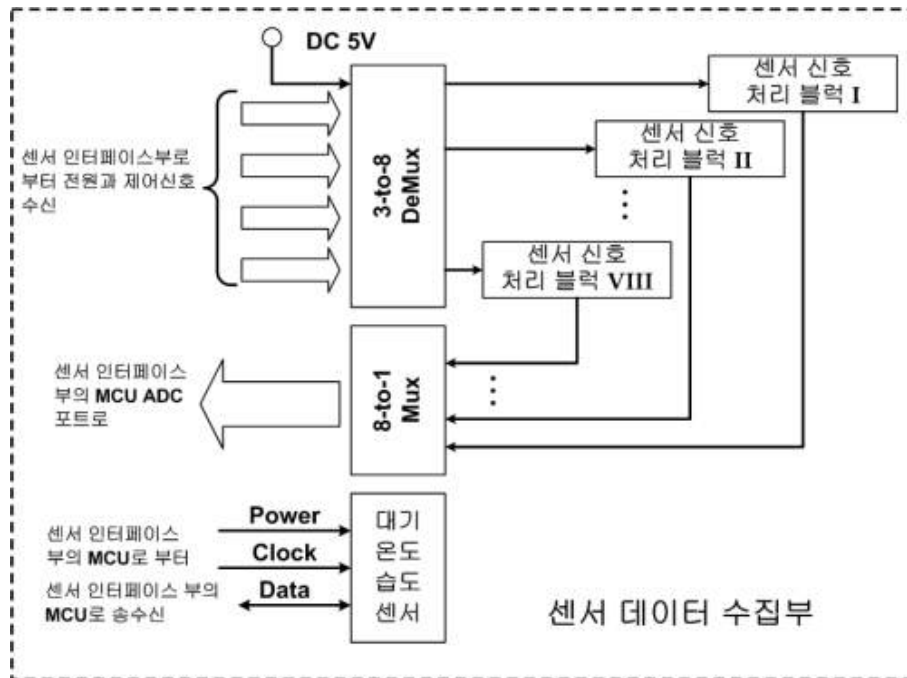 DC 5V
센서 인터페이스부로
부터 전원과 제어신호
수신
3-to-8
DeMux
센서 신호
처리 블럭 I
센서 신호
처리 블럭 II
센서 신호
처리 블럭 VIII
센서 인터페이스
부의 MCU ADC
포트로
8-to-1
Mux
센서 인터페이스
부의 MCU로 부터
Power
Clock
센서 인터페이스 부의
MCU로 송수신
Data
대기
온도
습도
센서
센서 데이터 수집부